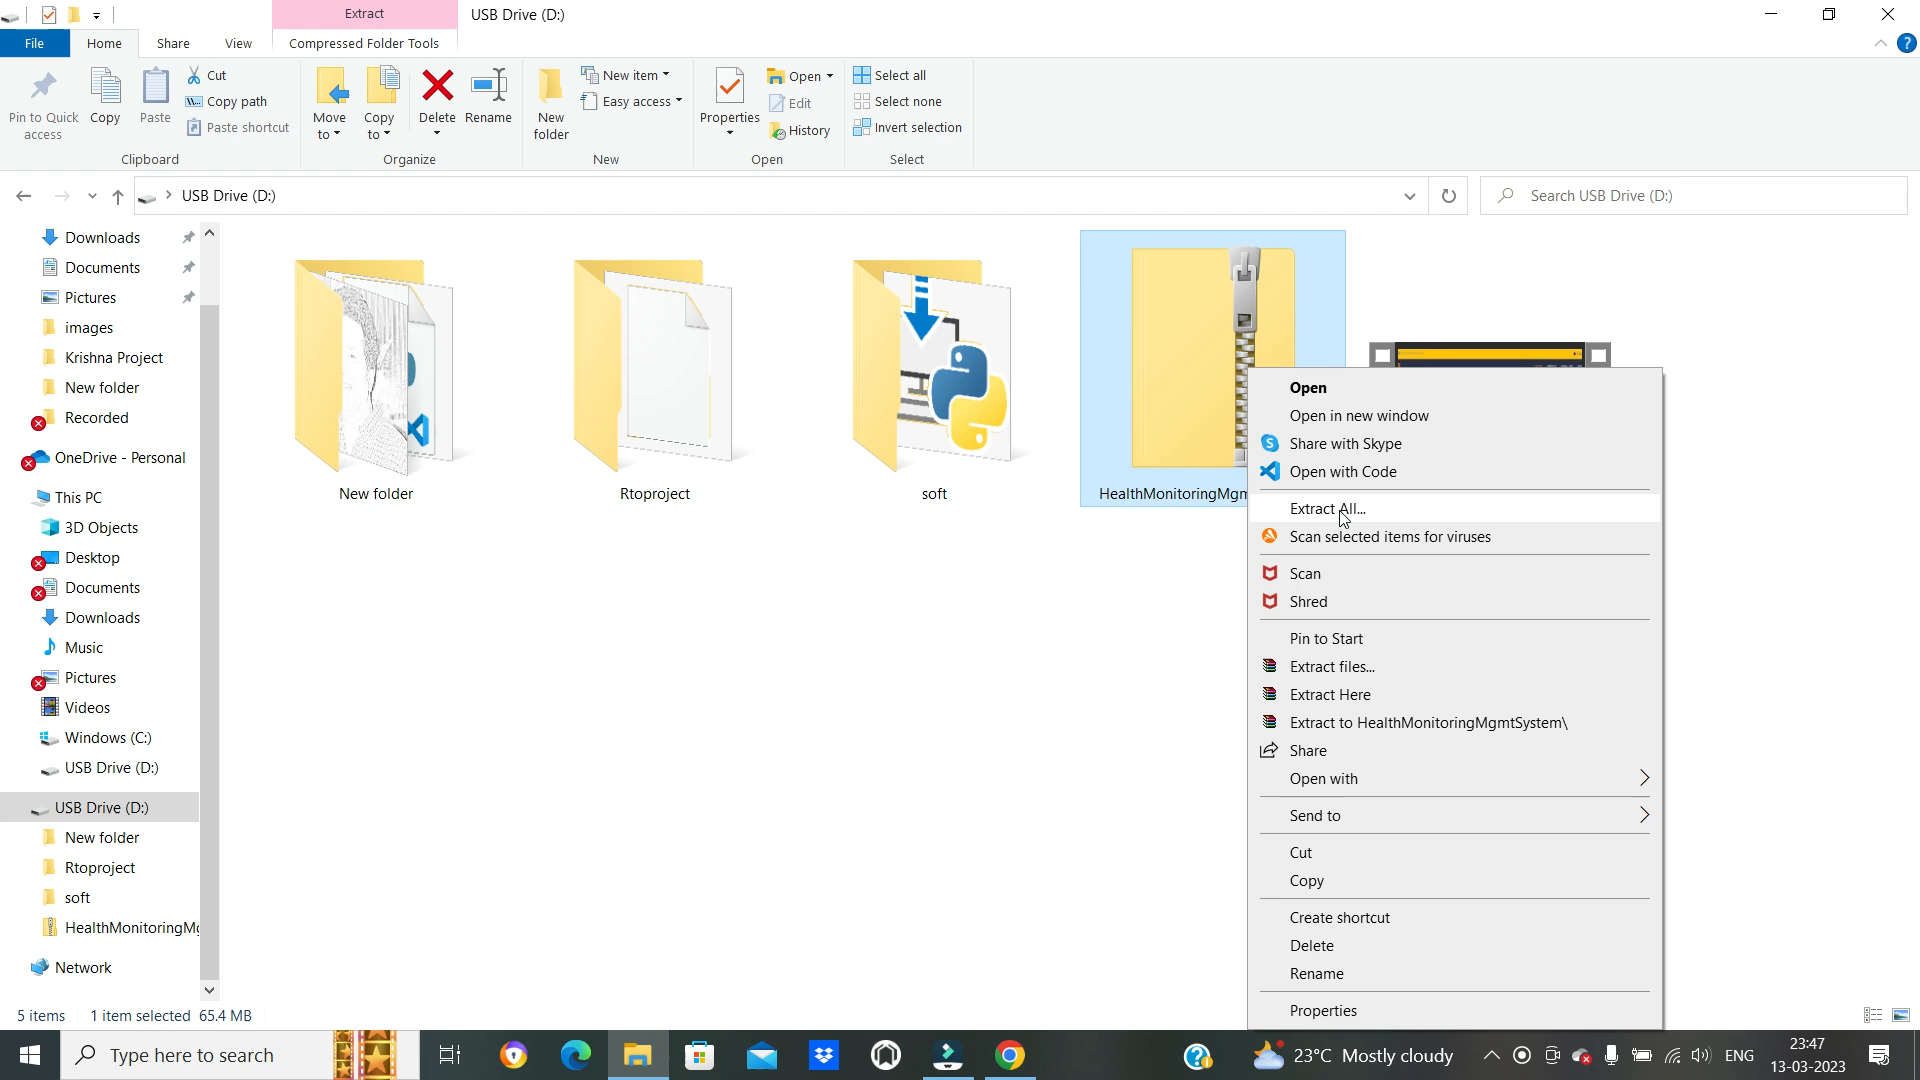 Extract
USB Drive (D:)
File
Home
Share
View
Compressed Folder Tools
Pin to Quick
access
Copy
Paste
Cut
Copy path
Paste shortcut
Clipboard
Move
to
Copy
to
Delete
Rename
Organize
New
folder
New item
Easy access
New
Properties
Open
Edit
History
Open
Select all
Select none
Invert selection
Select
USB Drive (D:)
Search USB Drive (D:)
Downloads
Documents
Pictures
images
Krishna Project
New folder
Recorded
OneDrive - Personal
This PC
3D Objects
Desktop
Documents
Downloads
Music
Pictures
Videos
Windows (C:)
USB Drive (D:)
USB Drive (D:)
New folder
Rtoproject
soft
HealthMonitoringM
Network
New folder
Rtoproject
soft
HealthMonitoringMgm
Open
Open in new window
Share with Skype
Open with Code
Extract All...
Scan selected items for viruses
Scan
Shred
Pin to Start
Extract files...
Extract Here
Extract to HealthMonitoringMgmtSystem\
Share
Open with
Send to
Cut
Copy
Create shortcut
Delete
Rename
Properties
5 items
1 item selected 65.4 MB
Type here to search
23°C Mostly cloudy
ENG
23:47
13-03-2023